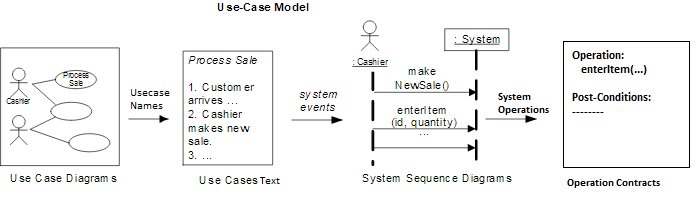 Use-Case Model
Process
Sale
Cashier
Use Case Diagrams
Usecase
Names
Process Sale
1. Customer
arrives ...
2. Cashier
makes new
sale.
3. ...
Use Cases Text
system
events
: Cashier
: System
make
NewSale()
enterItem
(id, quantity)
...
System Sequence Diagrams
System
Operations
Operation:
enterItem(...)
Post-Conditions:
--------
Operation Contracts